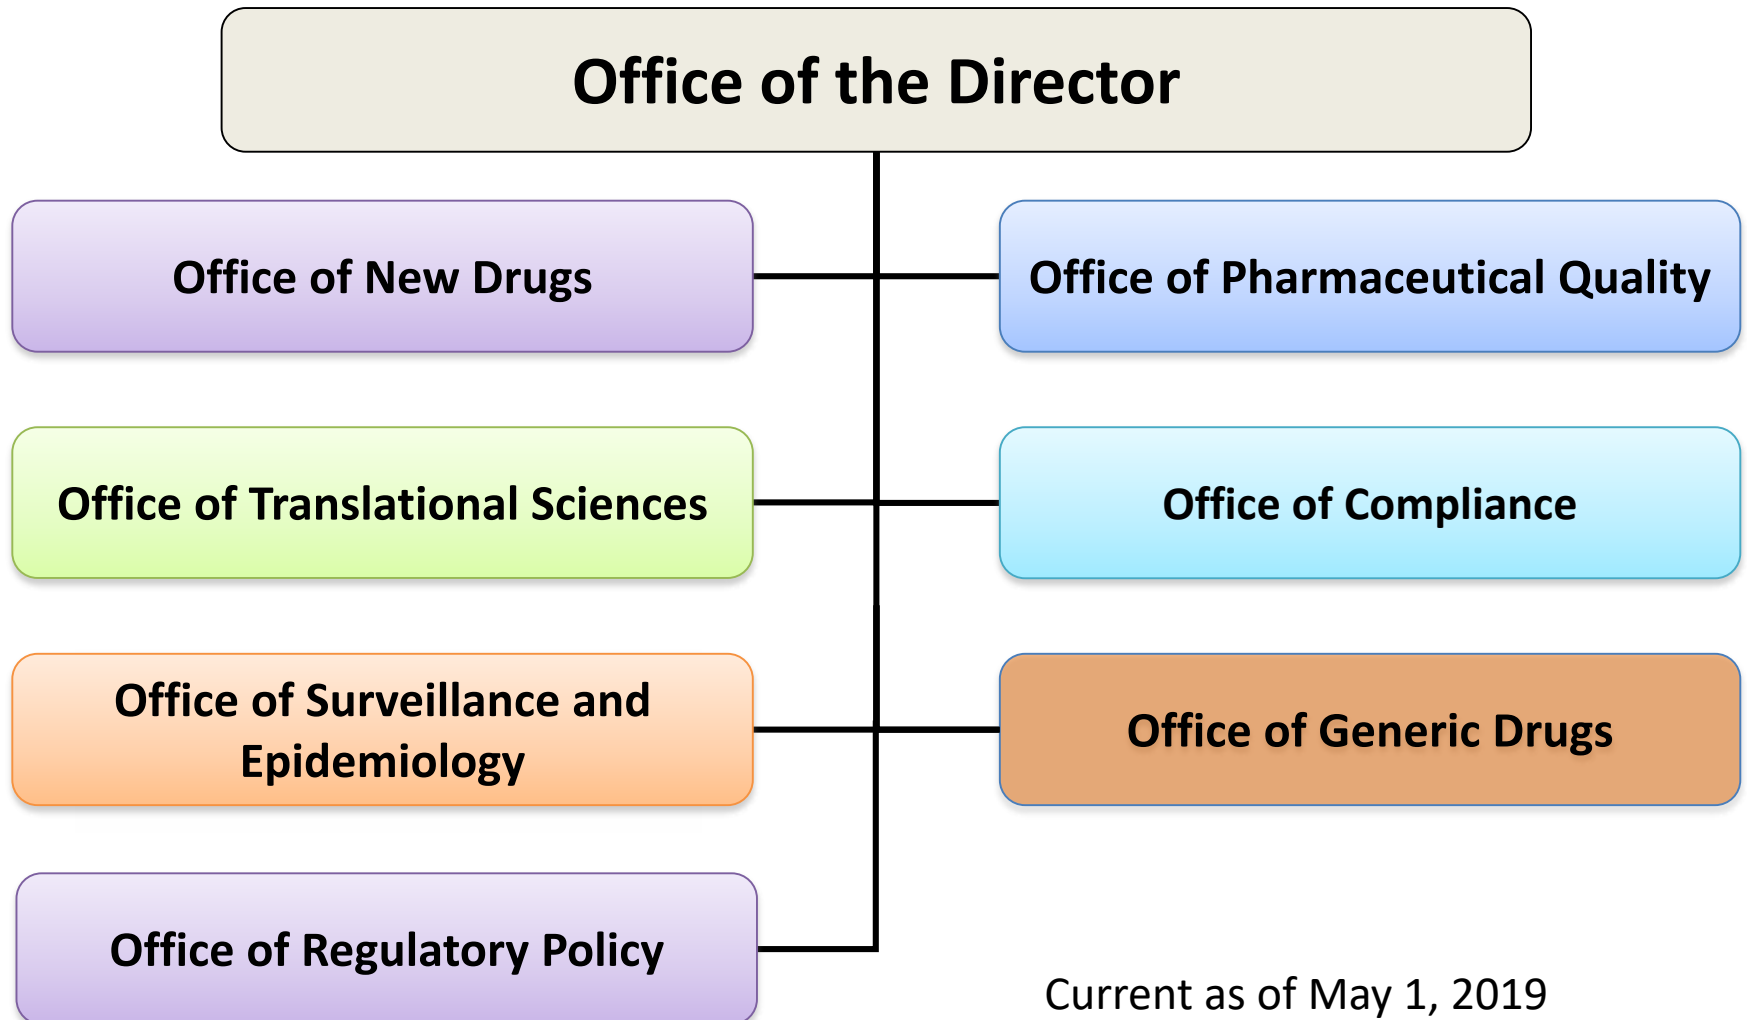 Office of the Director
Office of New Drugs
Office of Pharmaceutical Quality
Office of Translational Sciences
Office of Compliance
Office of Surveillance and
Epidemiology
Office of Generic Drugs
Office of Regulatory Policy
Current as of May 1, 2019